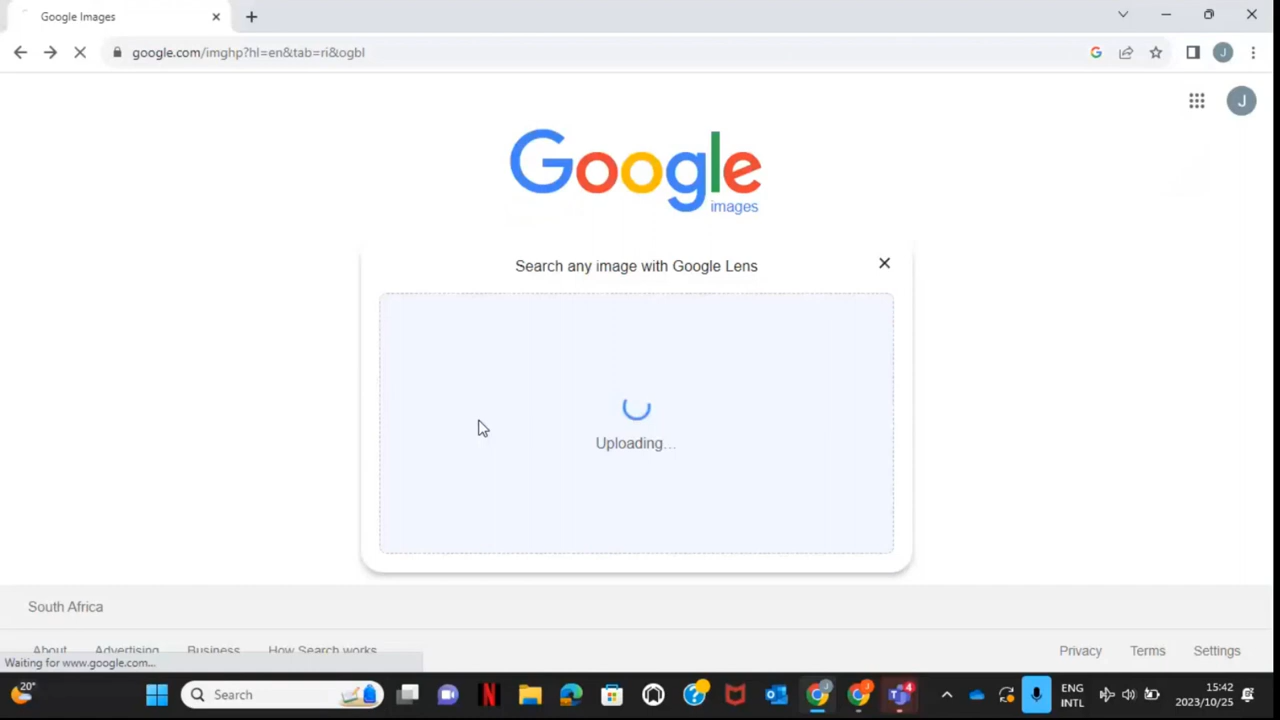 Google Images
google.com/imghp?hl=en&tab=ri&ogbl
J
J
Google
images
Search any image with Google Lens
Uploading...
South Africa
About Advertising Business How Search works
Privacy Terms Settings
Waiting for www.google.com...
20°
Search
4
ENG
INTL
15:42
2023/10/25